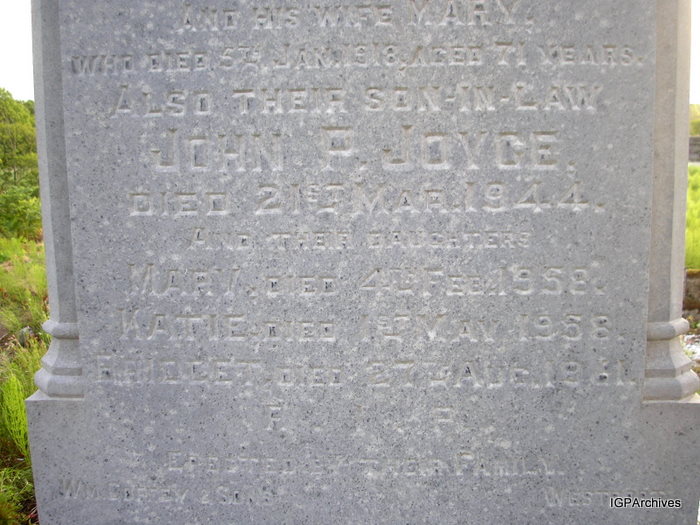 AND HIS WIFE MARY.
WHO DIED 5TH JAN. 1918, AGED 71 YEARS.
ALSO THEIR SON-IN-LAW
JOHN P. JOYCE.
DIED 21ST MAR. 1944.
AND THEIR DAUGHTERS
MARY, DIED 4TH FEB. 1958.
KATIE, DIED MAY 1958.
BRIDGET, DIED 27TH AUG. 1961.
ERECTED BY THEIR FAMILY.
WM. & SONS
IGPArchives